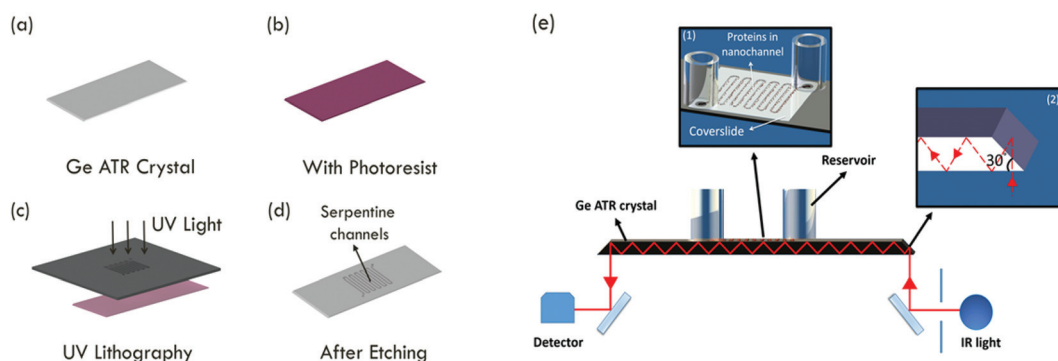 (a)
Ge ATR Crystal
(b)
With Photoresist
(c)
UV Light
UV Lithography
(d)
Serpentine
channels
After Etching
(e)
(1)
Proteins in
nanochannel
Coverslide
(2)
30°
Reservoir
Ge ATR crystal
Detector
IR light